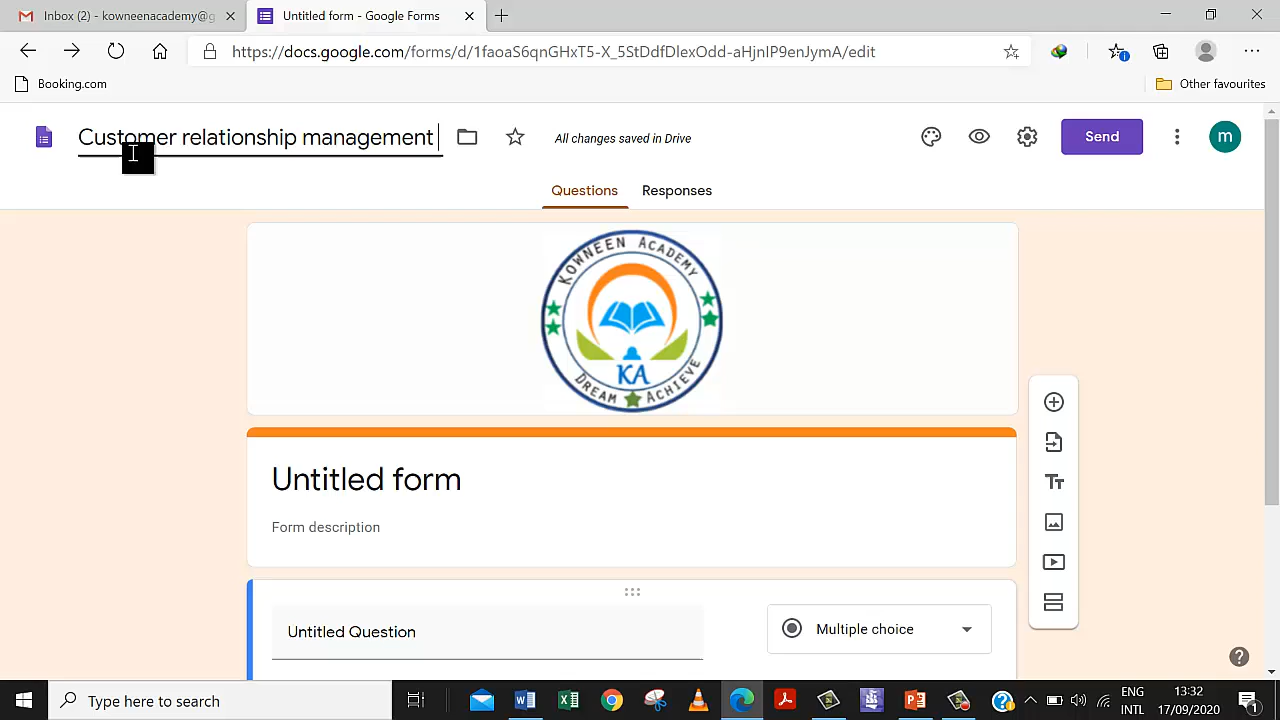 Inbox (2) - kowneenacademy@g
Untitled form - Google Forms
https://docs.google.com/forms/d/1faoaS6qnGHxT5-X_5StDdfDlexOdd-aHjnIP9enJymA/edit
Booking.com
Other favourites
Customer relationship management
All changes saved in Drive
Send
m
Questions
Responses
KOWNEEN ACADEMY
KA
DREAM ACHIEVE
Untitled form
Form description
Untitled Question
Multiple choice
Type here to search
ENG
INTL
13:32
17/09/2020
1